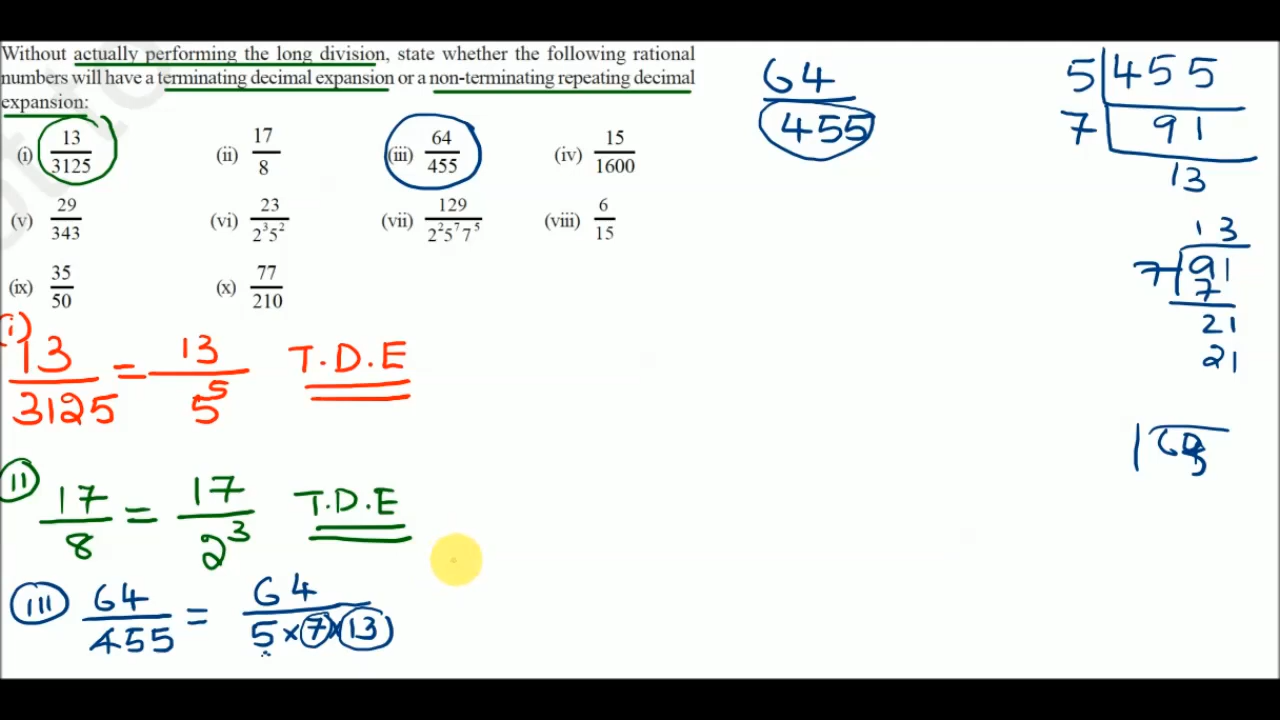 Without actually performing the long division, state whether the following rational
numbers will have a terminating decimal expansion or a non-terminating repeating decimal
expansion:
(i) 13/3125 (ii) 17/8 (iii) 64/455 (iv) 15/1600
(v) 29/343 (vi) 23/2³5² (vii) 129/2²5⁷7⁵ (viii) 6/15
(ix) 35/50 (x) 77/210
(i) 13/3125 = 13/5⁵ T.D.E
(ii) 17/8 = 17/2³ T.D.E
(iii) 64/455 = 64/5×7×13
64/455
5 | 455
7 | 91
13
13
7 | 91
7
21
21